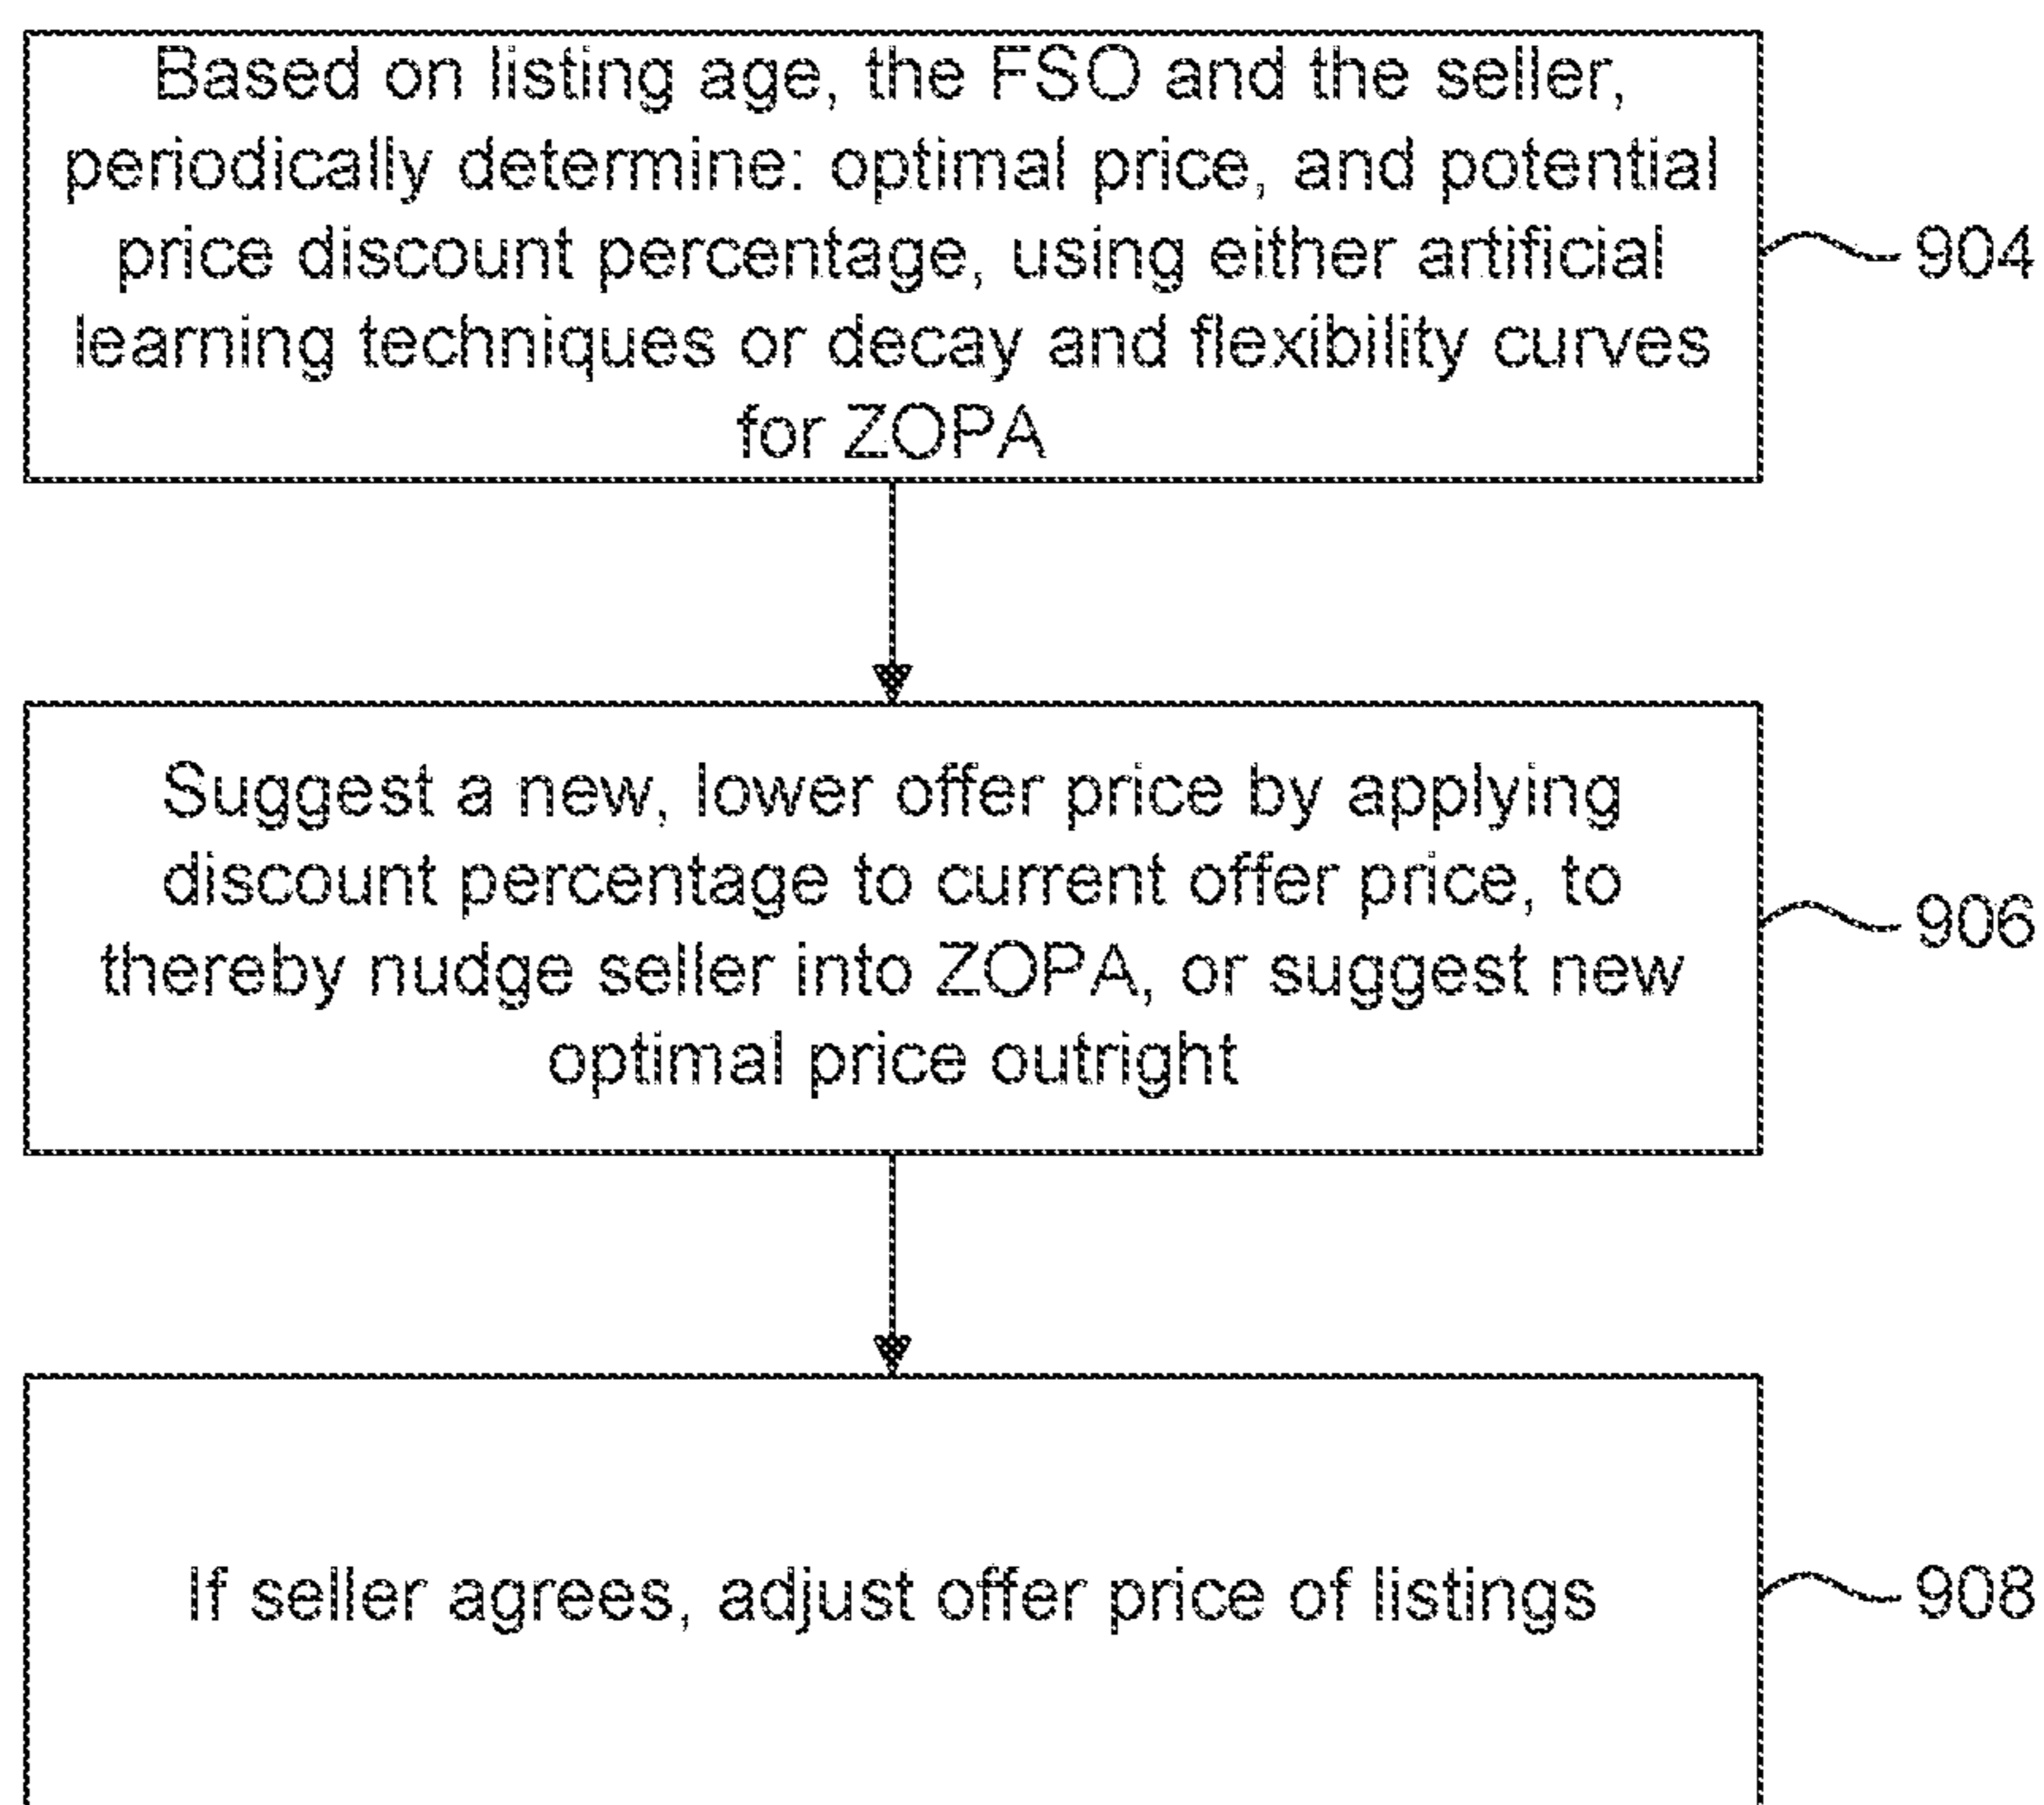 Based on listing age, the FSO and the seller,
periodically determine: optimal price, and potential
price discount percentage, using either artificial
learning techniques or decay and flexibility curves
for ZOPA
904
Suggest a new, lower offer price by applying
discount percentage to current offer price, to
thereby nudge seller into ZOPA, or suggest new
optimal price outright
906
If seller agrees, adjust offer price of listings
908